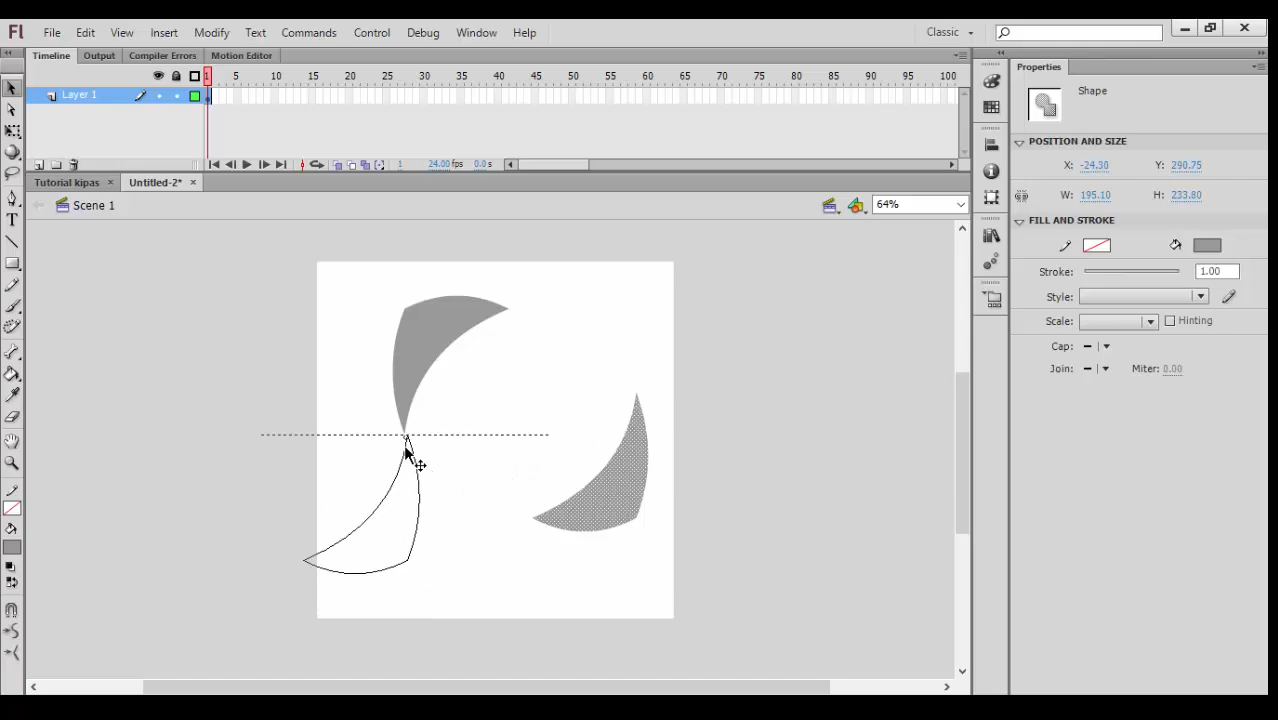 Fl File Edit View Insert Modify Text Commands Control Debug Window Help Classic
Timeline Output Compiler Errors Motion Editor
1 5 10 15 20 25 30 35 40 45 50 55 60 65 70 75 80 85 90 95 100
Layer 1
1 24.00 fps 0.0 s
Tutorial kipas × Untitled-2* ×
Scene 1 64%
Properties
Shape
POSITION AND SIZE
X: -24.30 Y: 290.75
W: 195.10 H: 233.80
FILL AND STROKE
Stroke: 1.00
Style:
Scale: Hinting
Cap:
Join: Miter: 0.00